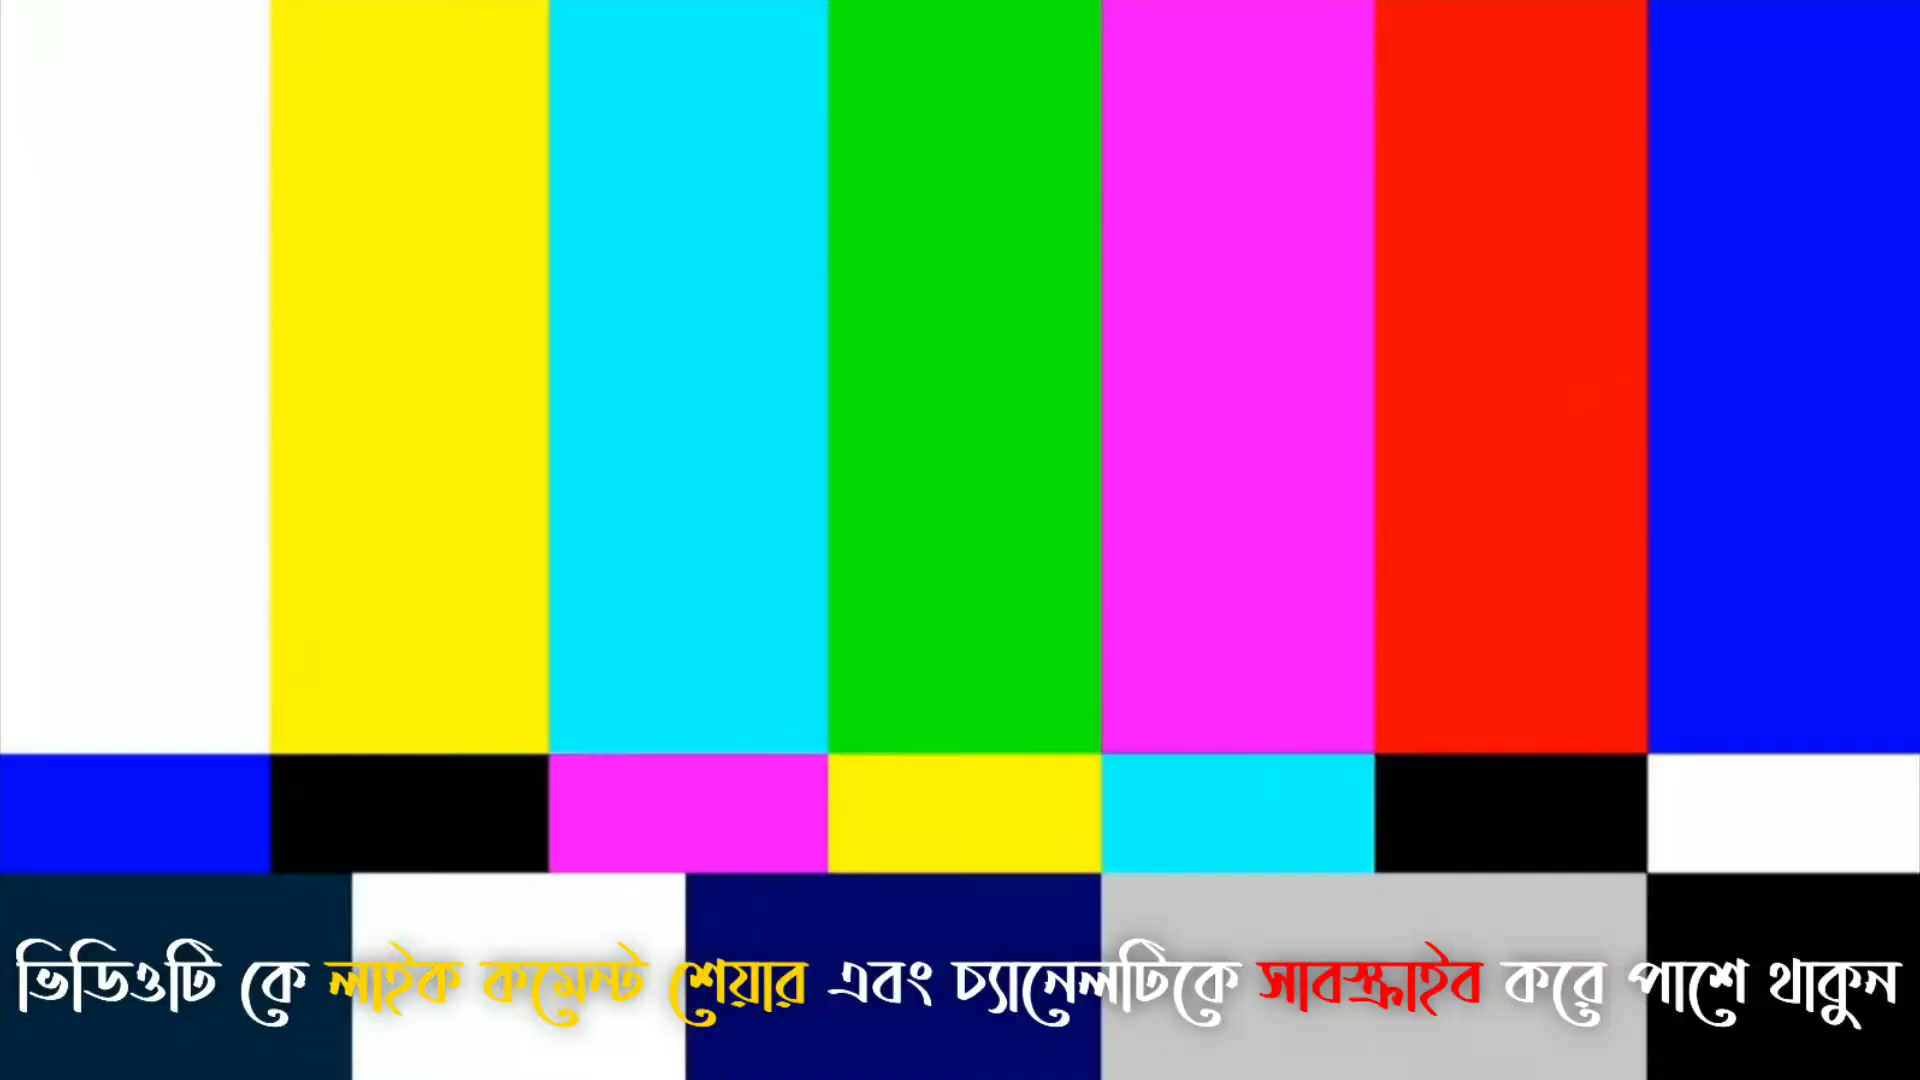 ভিডিওটি কে লাইক কমেন্ট শেয়ার এবং চ্যানেলটিকে সাবস্ক্রাইব করে পাশে থাকুন